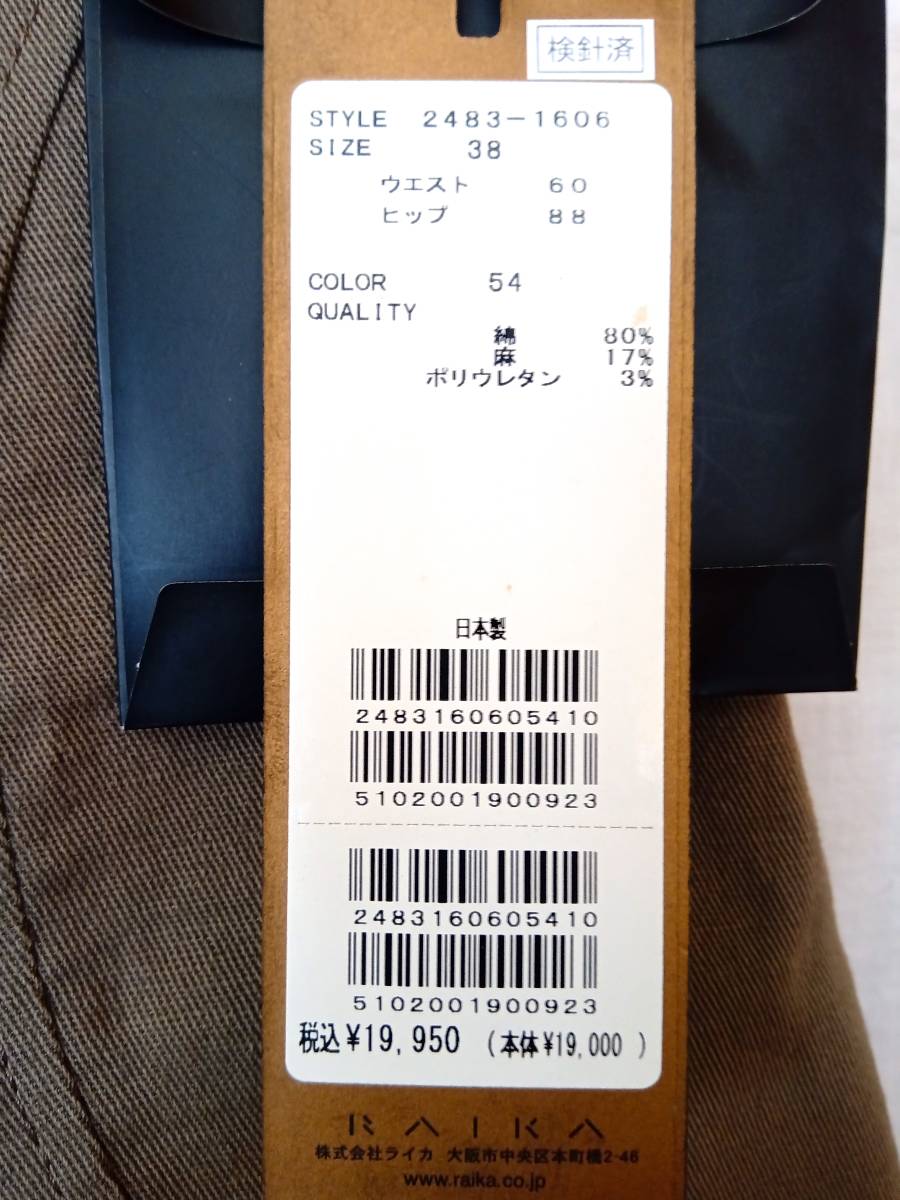 検針済
STYLE 2483-1606
SIZE 38
ウエスト 60
ヒップ 88
COLOR 54
QUALITY
綿 80%
麻 17%
ポリウレタン 3%
日本製
2483160605410
5102001900923
2483160605410
5102001900923
税込¥19,950 (本体¥19,000)
RAIKA
株式会社ライカ 大阪市中央区本町橋2-46
www.raika.co.jp